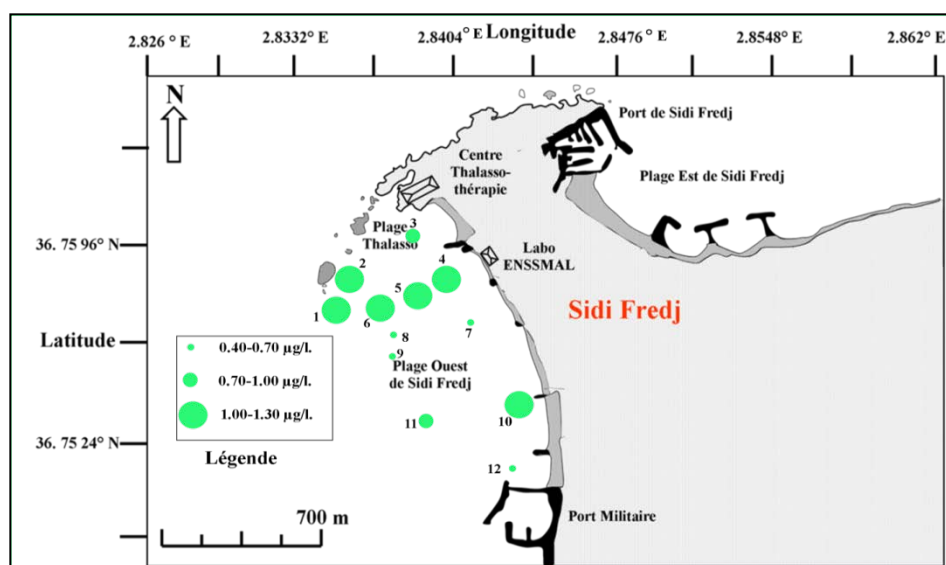 Longitude
2.826 ° E
2.8332 ° E
2.8404 ° E
2.8476 ° E
2.8548° E
2.862° E
N
Port de Sidi Fredj
Centre
Thalasso-
thérapie
Plage Est de Sidi Fredj
Plage
Thalasso
3
36. 75 96° N
Labo
ENSSMAL
2
4
5
1
6
Sidi Fredj
7
8
9
Latitude
0.40-0.70 µg/l.
0.70-1.00 µg/l.
1.00-1.30 µg/l.
Légende
Plage Ouest
de Sidi Fredj
10
11
36. 75 24° N
12
700 m
Port Militaire